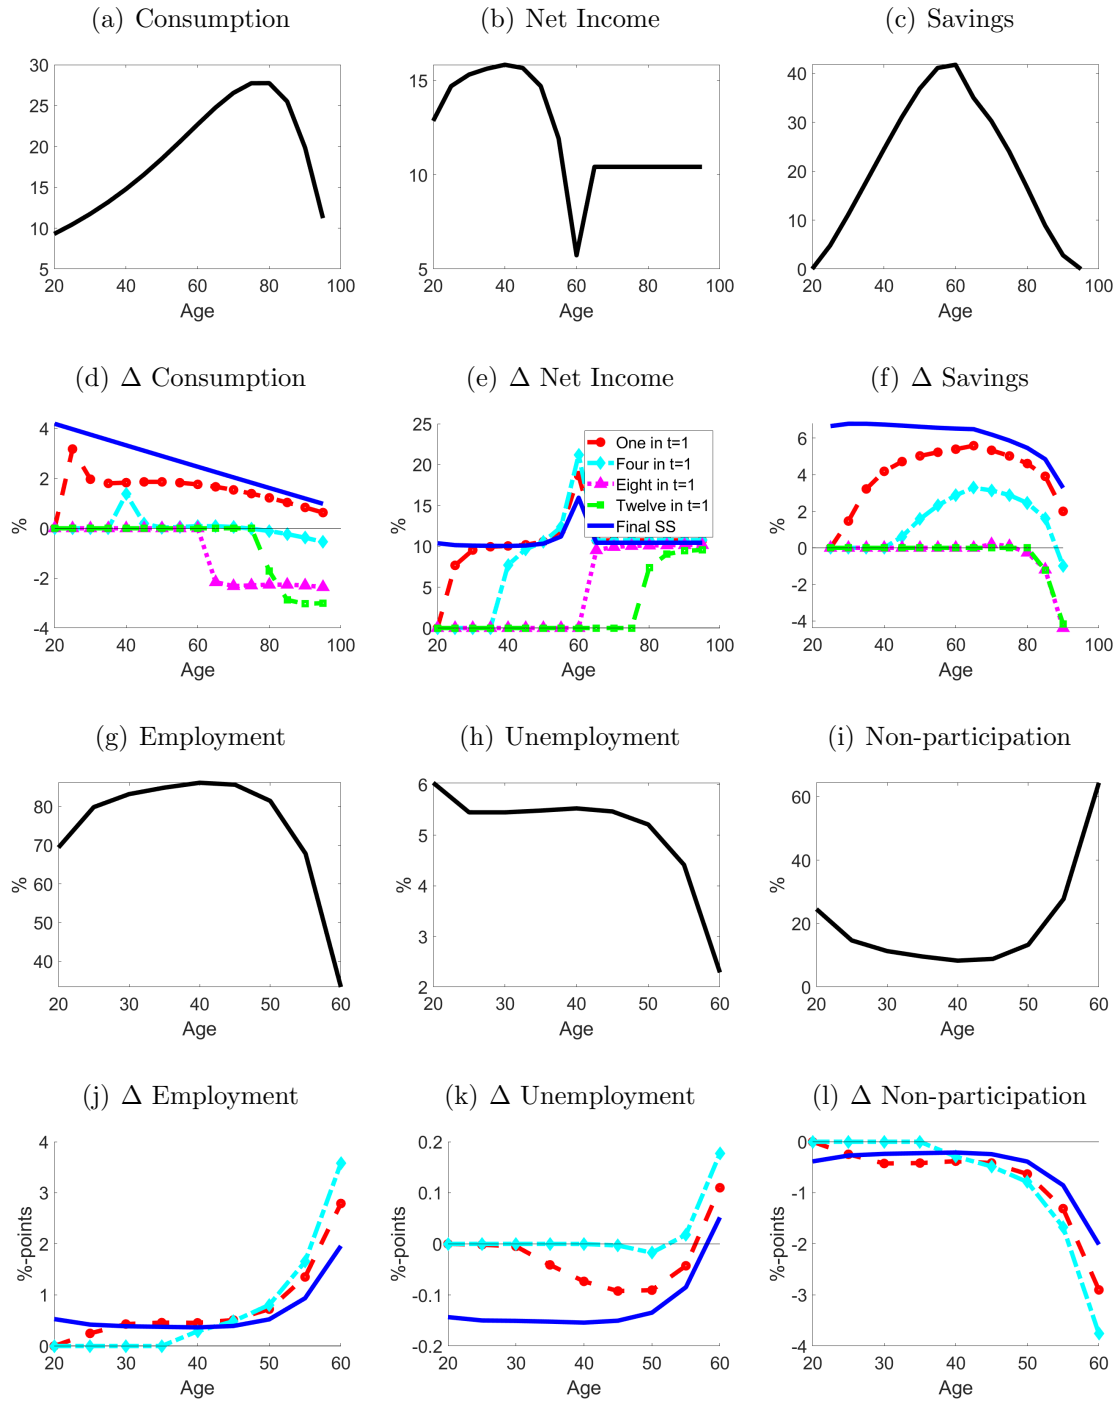 (a) Consumption
(b) Net Income
(c) Savings
30
25
20
15
10
5
20 40 60 80 100
Age
15
10
5
20 40 60 80 100
Age
40
30
20
10
0
20 40 60 80 100
Age
(d) Δ Consumption
(e) Δ Net Income
(f) Δ Savings
%
4
2
0
-2
-4
20 40 60 80 100
Age
%
25
20
15
10
5
0
20 40 60 80 100
Age
One in t=1
Four in t=1
Eight in t=1
Twelve in t=1
Final SS
%
6
4
2
0
-2
-4
20 40 60 80 100
Age
(g) Employment
(h) Unemployment
(i) Non-participation
%
80
70
60
50
40
20 30 40 50 60
Age
%
6
5
4
3
2
20 30 40 50 60
Age
%
60
40
20
0
20 30 40 50 60
Age
(j) Δ Employment
(k) Δ Unemployment
(l) Δ Non-participation
%-points
4
3
2
1
0
20 30 40 50 60
Age
%-points
0.2
0.1
0
-0.1
-0.2
20 30 40 50 60
Age
%-points
0
-1
-2
-3
-4
20 30 40 50 60
Age